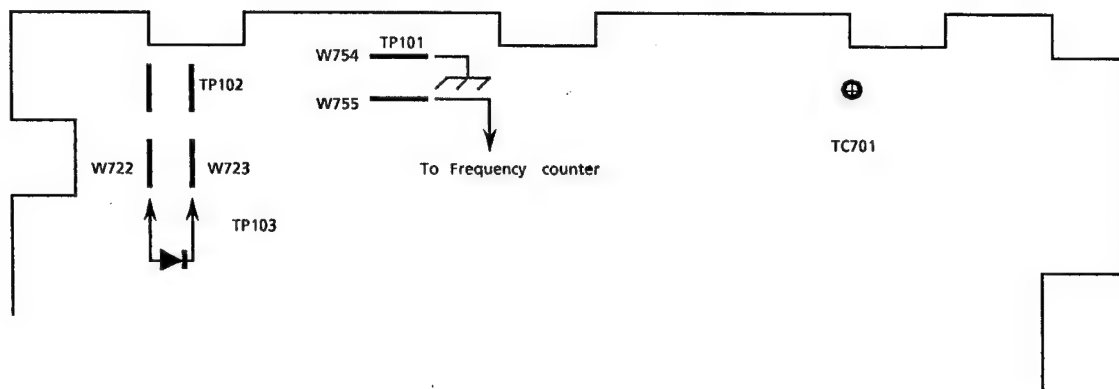 TP101
W754
TP102
W755
TC701
W722
W723
To Frequency counter
TP103